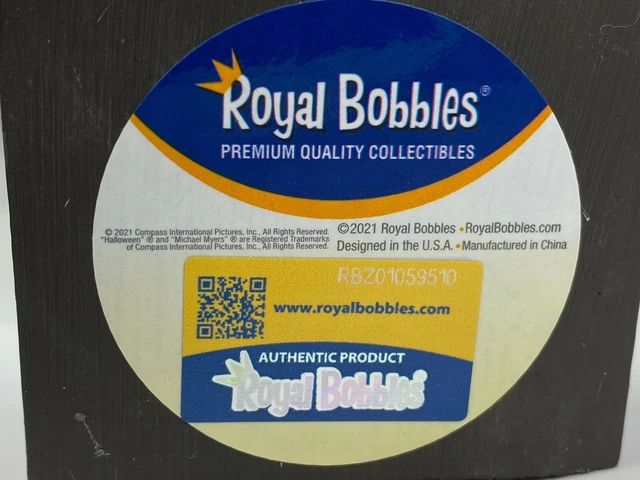 Royal Bobbles®
PREMIUM QUALITY COLLECTIBLES
© 2021 Compass International Pictures, Inc., All Rights Reserved.
"Halloween" ® and "Michael Myers" ® are Registered Trademarks
of Compass International Pictures, Inc., All Rights Reserved.
©2021 Royal Bobbles • RoyalBobbles.com
Designed in the U.S.A. • Manufactured in China
RBZ01059510
www.royalbobbles.com
AUTHENTIC PRODUCT
Royal Bobbles